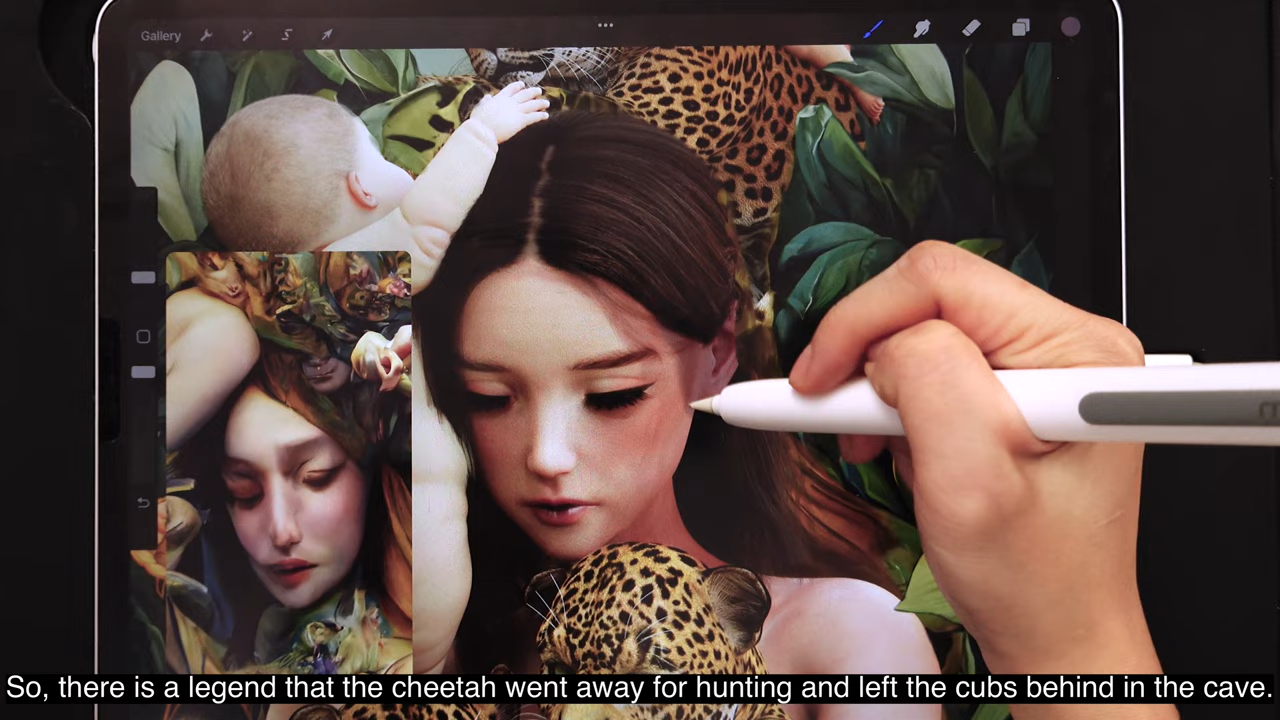 Gallery
So, there is a legend that the cheetah went away for hunting and left the cubs behind in the cave.